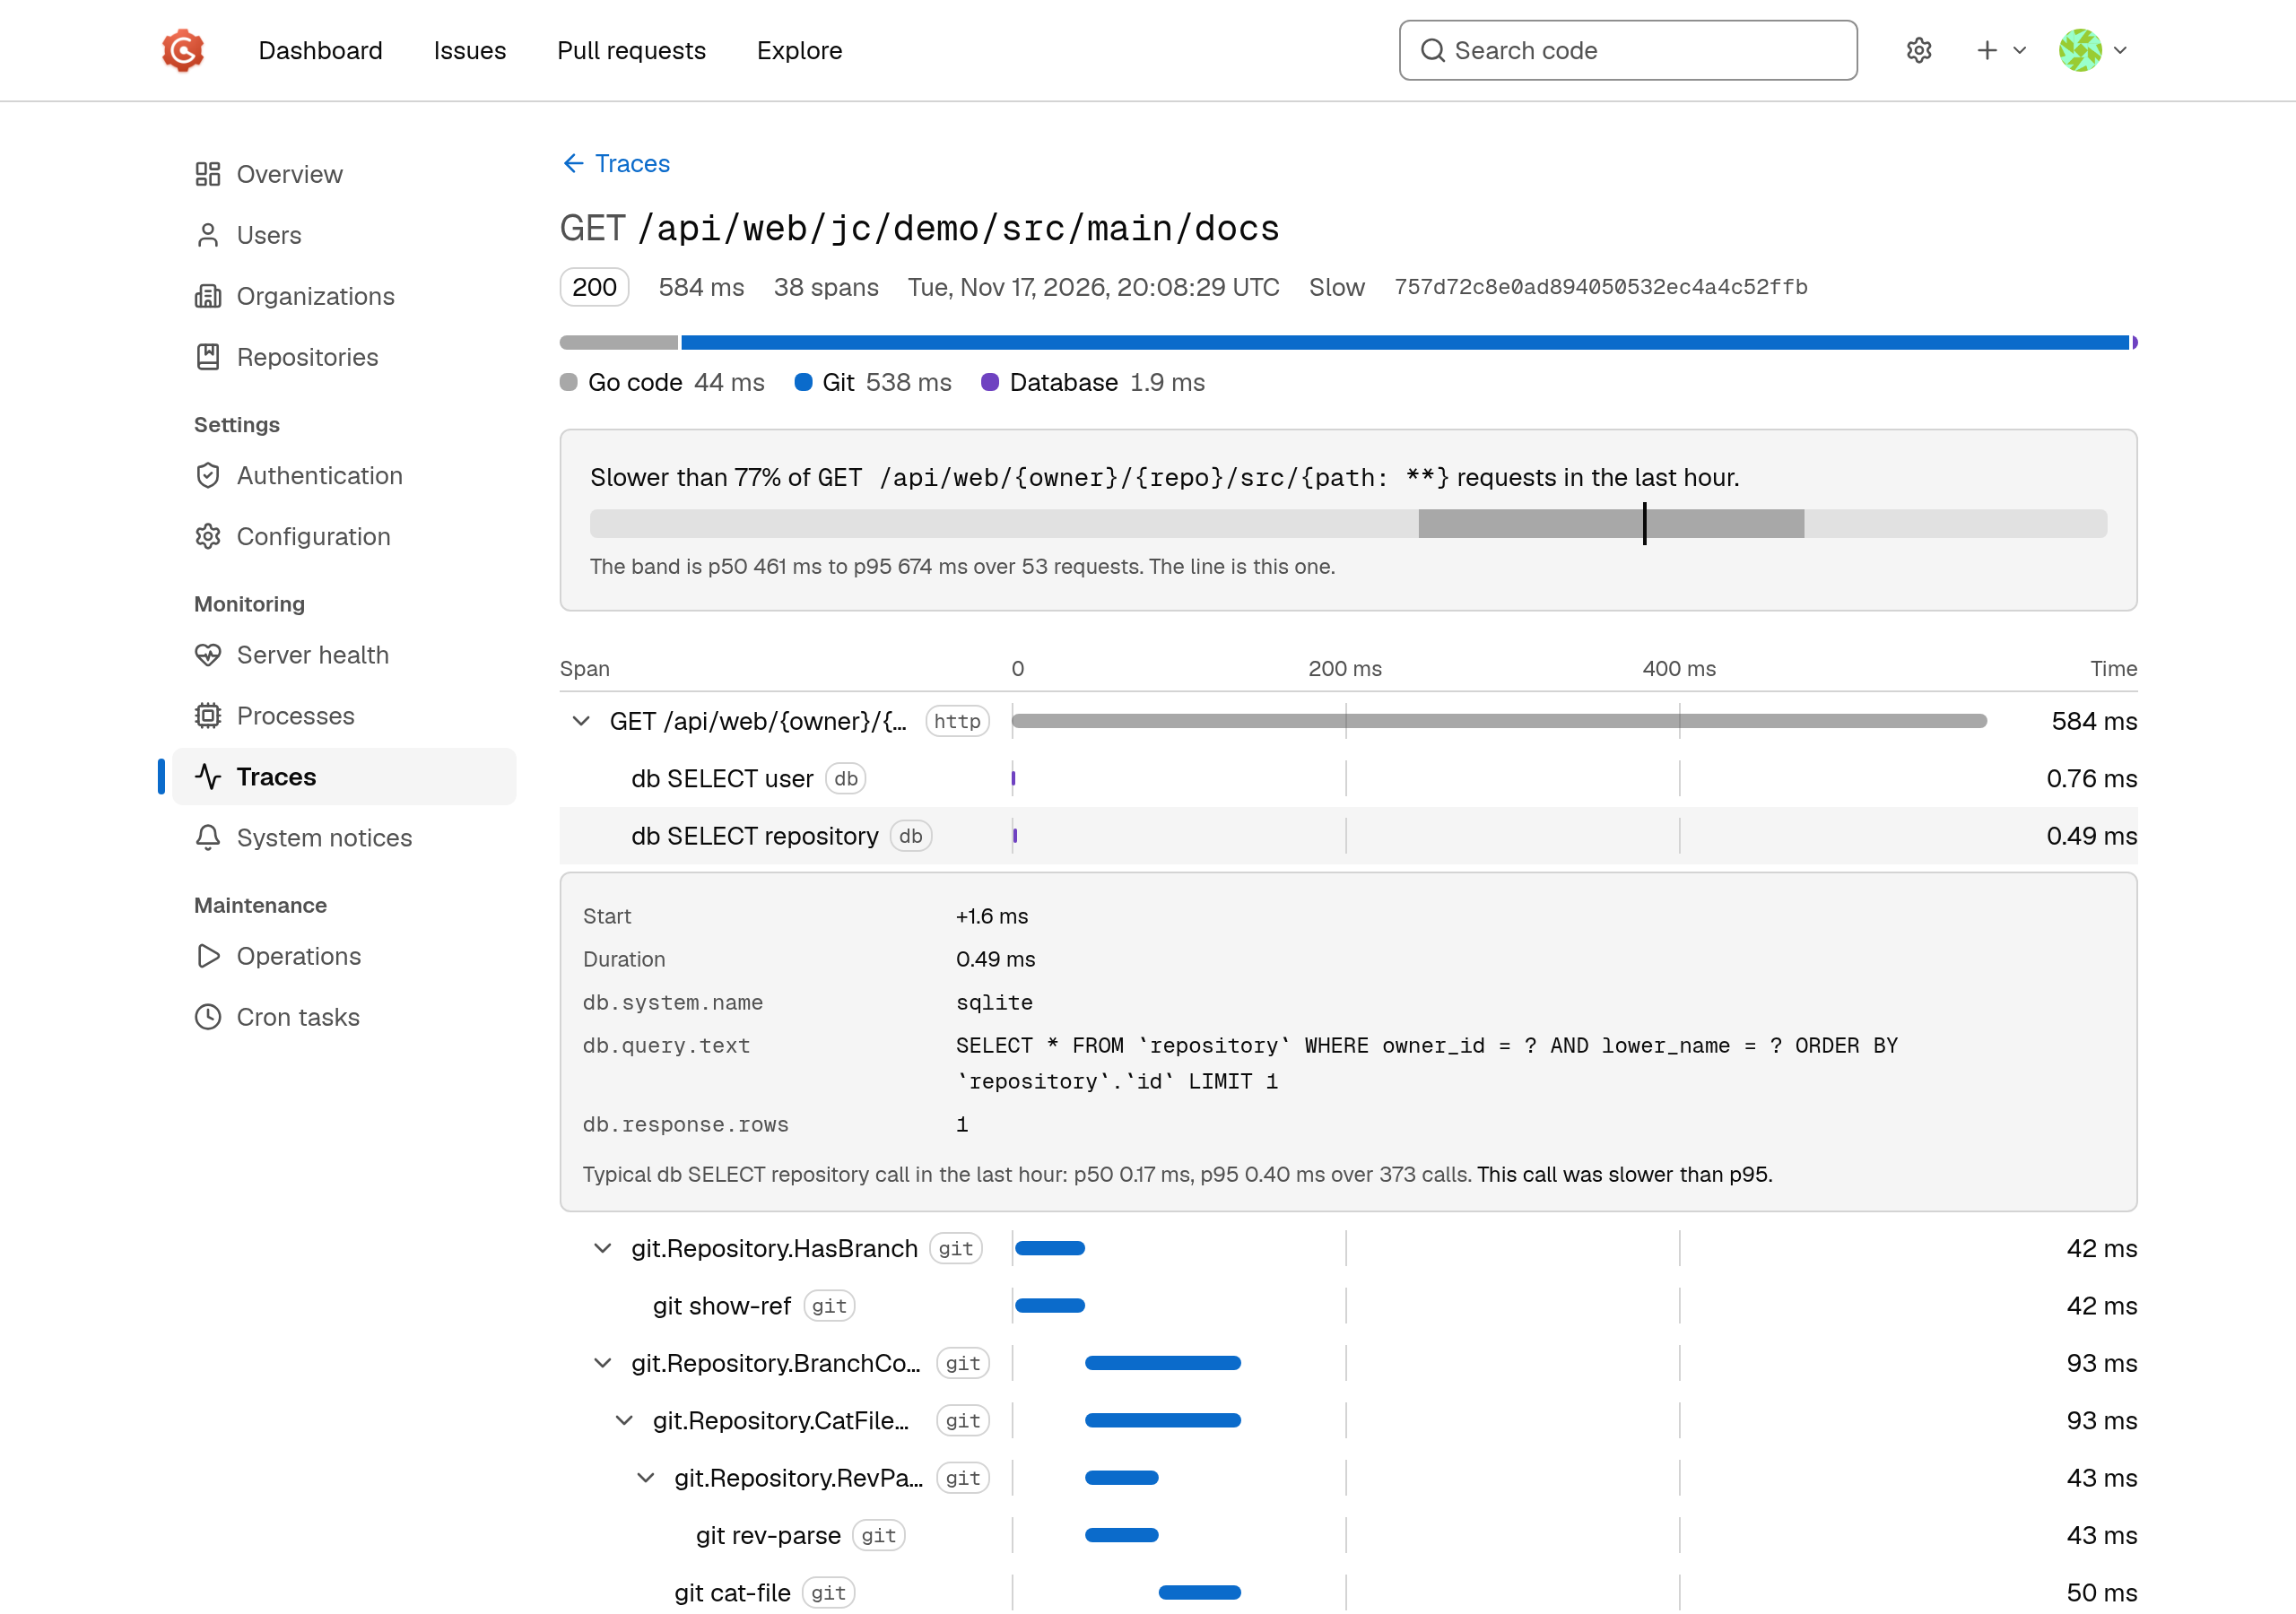 Dashboard Issues Pull requests Explore Search code
Overview
Users
Organizations
Repositories
Settings
Authentication
Configuration
Monitoring
Server health
Processes
Traces
System notices
Maintenance
Operations
Cron tasks
← Traces
GET /api/web/jc/demo/src/main/docs
200 584 ms 38 spans Tue, Nov 17, 2026, 20:08:29 UTC Slow 757d72c8e0ad894050532ec4a4c52ffb
Go code 44 ms Git 538 ms Database 1.9 ms
Slower than 77% of GET /api/web/{owner}/{repo}/src/{path: **} requests in the last hour.
The band is p50 461 ms to p95 674 ms over 53 requests. The line is this one.
Span 0 200 ms 400 ms Time
GET /api/web/{owner}/{… http 584 ms
db SELECT user db 0.76 ms
db SELECT repository db 0.49 ms
Start +1.6 ms
Duration 0.49 ms
db.system.name sqlite
db.query.text SELECT * FROM `repository` WHERE owner_id = ? AND lower_name = ? ORDER BY
`repository`.`id` LIMIT 1
db.response.rows 1
Typical db SELECT repository call in the last hour: p50 0.17 ms, p95 0.40 ms over 373 calls. This call was slower than p95.
git.Repository.HasBranch git 42 ms
git show-ref git 42 ms
git.Repository.BranchCo… git 93 ms
git.Repository.CatFile… git 93 ms
git.Repository.RevPa… git 43 ms
git rev-parse git 43 ms
git cat-file git 50 ms